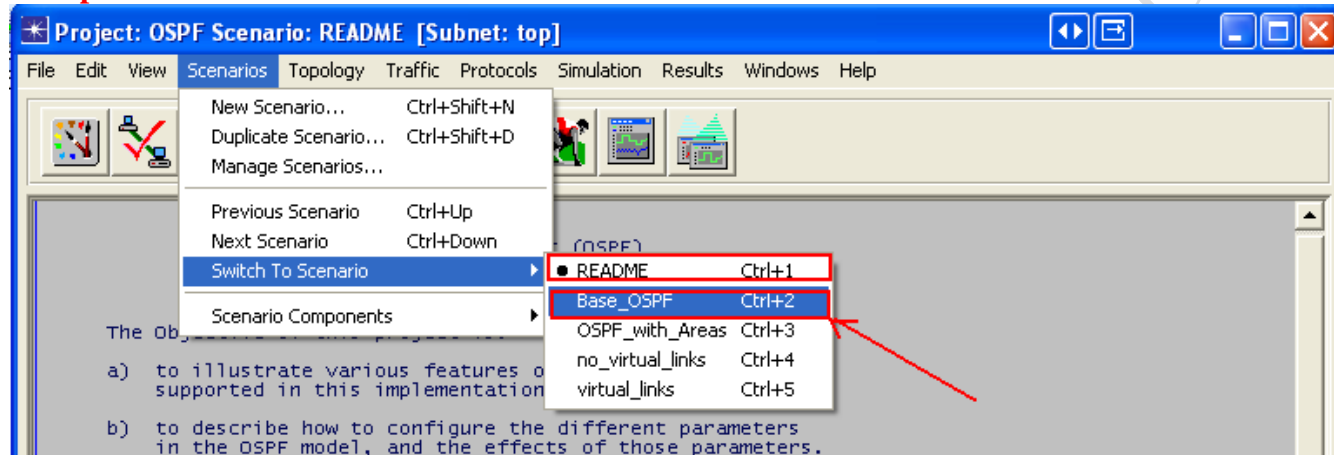 Project: OSPF Scenario: README [Subnet: top]
File Edit View Scenarios Topology Traffic Protocols Simulation Results Windows Help
New Scenario... Ctrl+Shift+N
Duplicate Scenario... Ctrl+Shift+D
Manage Scenarios...
Previous Scenario Ctrl+Up
Next Scenario Ctrl+Down
(OSPF)
Switch To Scenario
README Ctrl+1
Base_OSPF Ctrl+2
Scenario Components
OSPF_with_Areas Ctrl+3
The
no_virtual_links Ctrl+4
a) to illustrate various features
virtual_links Ctrl+5
supported in this implementation
b) to describe how to configure the different parameters
in the OSPF model, and the effects of those parameters.